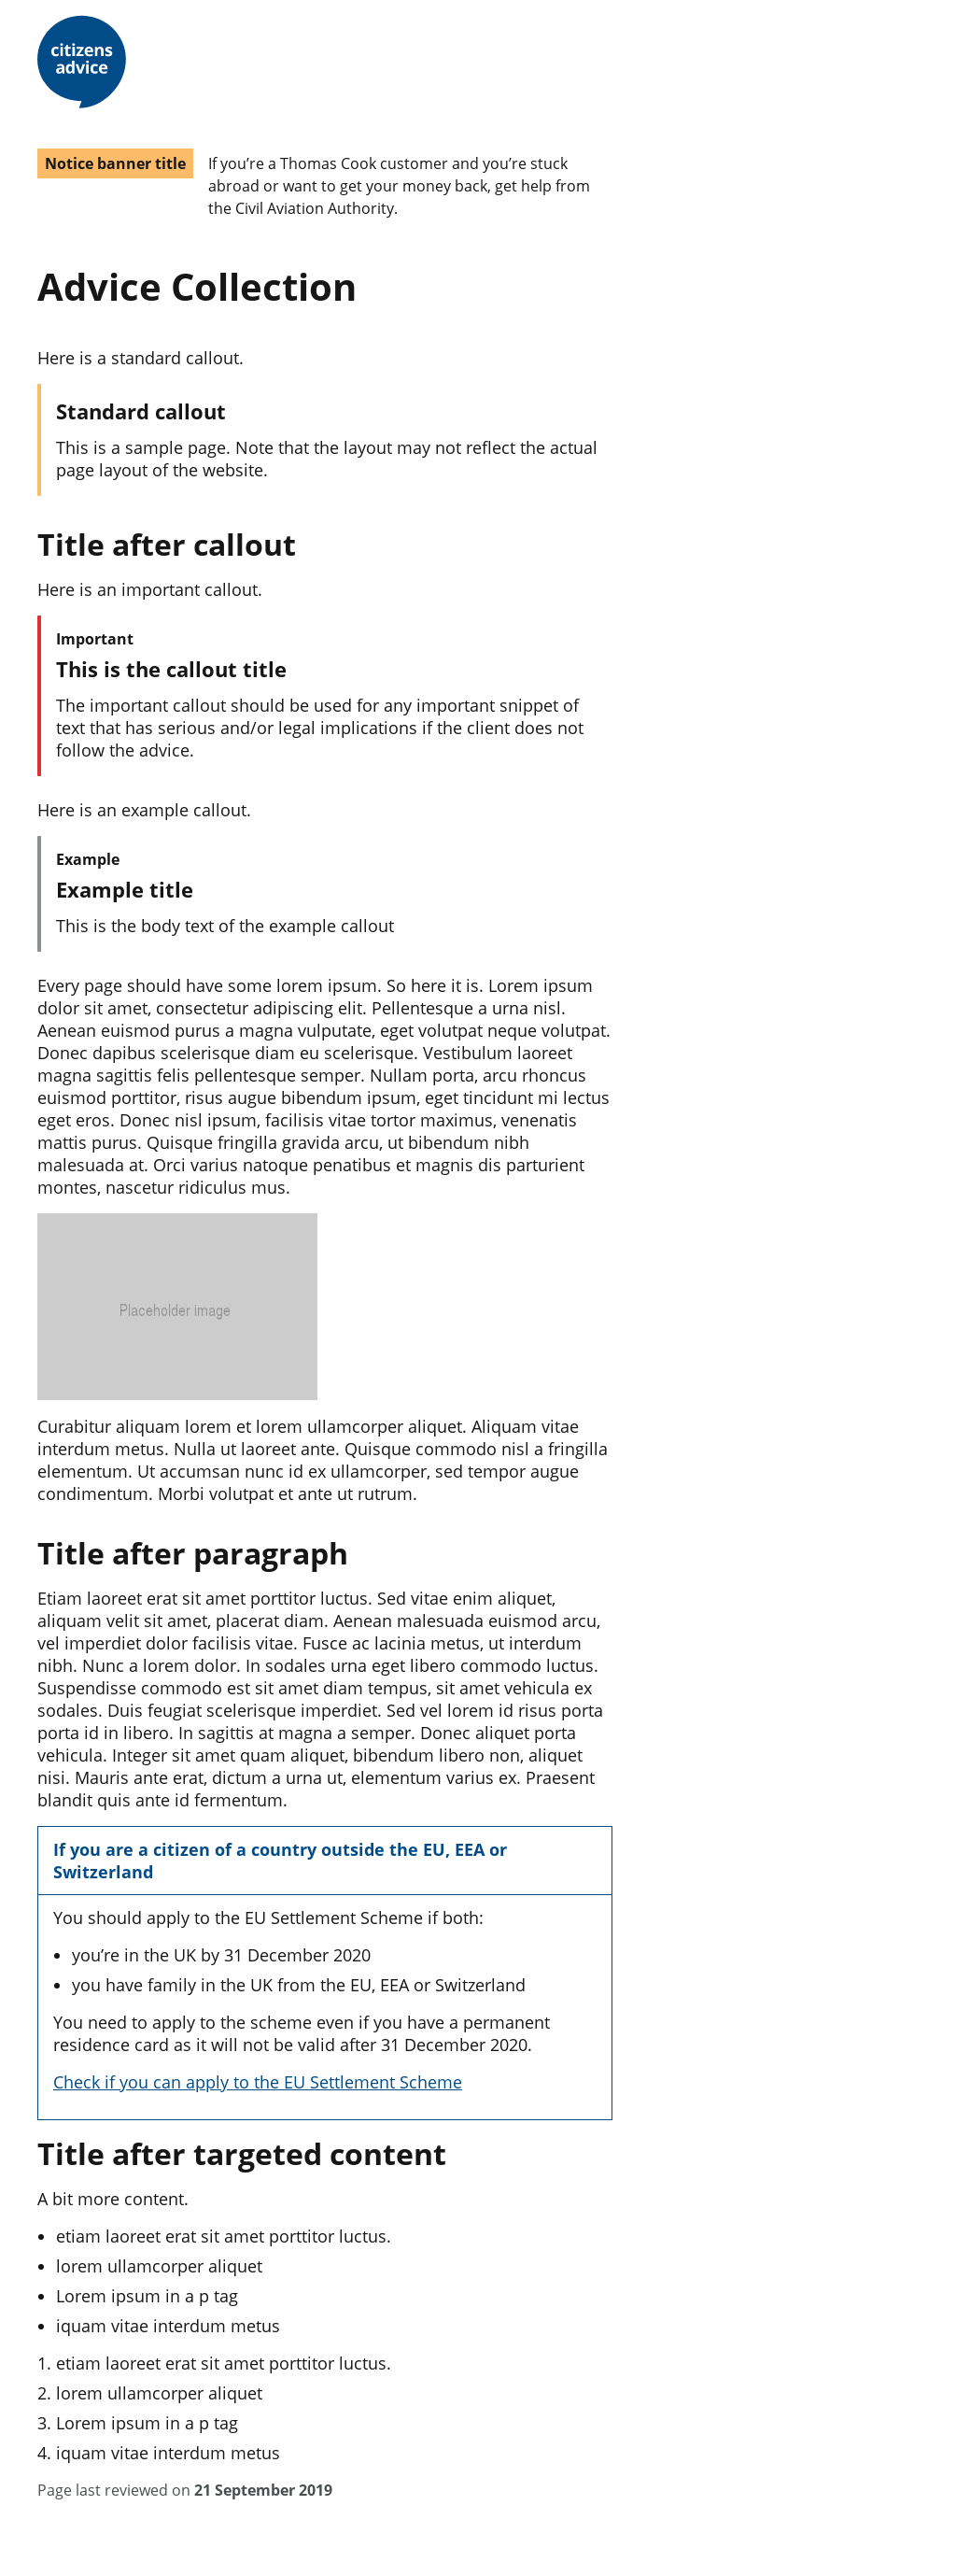 citizens
advice
Notice banner title
If you’re a Thomas Cook customer and you’re stuck
abroad or want to get your money back, get help from
the Civil Aviation Authority.
Advice Collection
Here is a standard callout.
Standard callout
This is a sample page. Note that the layout may not reflect the actual
page layout of the website.
Title after callout
Here is an important callout.
Important
This is the callout title
The important callout should be used for any important snippet of
text that has serious and/or legal implications if the client does not
follow the advice.
Here is an example callout.
Example
Example title
This is the body text of the example callout
Every page should have some lorem ipsum. So here it is. Lorem ipsum
dolor sit amet, consectetur adipiscing elit. Pellentesque a urna nisl.
Aenean euismod purus a magna vulputate, eget volutpat neque volutpat.
Donec dapibus scelerisque diam eu scelerisque. Vestibulum laoreet
magna sagittis felis pellentesque semper. Nullam porta, arcu rhoncus
euismod porttitor, risus augue bibendum ipsum, eget tincidunt mi lectus
eget eros. Donec nisl ipsum, facilisis vitae tortor maximus, venenatis
mattis purus. Quisque fringilla gravida arcu, ut bibendum nibh
malesuada at. Orci varius natoque penatibus et magnis dis parturient
montes, nascetur ridiculus mus.
Placeholder image
Curabitur aliquam lorem et lorem ullamcorper aliquet. Aliquam vitae
interdum metus. Nulla ut laoreet ante. Quisque commodo nisl a fringilla
elementum. Ut accumsan nunc id ex ullamcorper, sed tempor augue
condimentum. Morbi volutpat et ante ut rutrum.
Title after paragraph
Etiam laoreet erat sit amet porttitor luctus. Sed vitae enim aliquet,
aliquam velit sit amet, placerat diam. Aenean malesuada euismod arcu,
vel imperdiet dolor facilisis vitae. Fusce ac lacinia metus, ut interdum
nibh. Nunc a lorem dolor. In sodales urna eget libero commodo luctus.
Suspendisse commodo est sit amet diam tempus, sit amet vehicula ex
sodales. Duis feugiat scelerisque imperdiet. Sed vel lorem id risus porta
porta id in libero. In sagittis at magna a semper. Donec aliquet porta
vehicula. Integer sit amet quam aliquet, bibendum libero non, aliquet
nisi. Mauris ante erat, dictum a urna ut, elementum varius ex. Praesent
blandit quis ante id fermentum.
If you are a citizen of a country outside the EU, EEA or
Switzerland
You should apply to the EU Settlement Scheme if both:
• you’re in the UK by 31 December 2020
• you have family in the UK from the EU, EEA or Switzerland
You need to apply to the scheme even if you have a permanent
residence card as it will not be valid after 31 December 2020.
Check if you can apply to the EU Settlement Scheme
Title after targeted content
A bit more content.
• etiam laoreet erat sit amet porttitor luctus.
• lorem ullamcorper aliquet
• Lorem ipsum in a p tag
• iquam vitae interdum metus
1. etiam laoreet erat sit amet porttitor luctus.
2. lorem ullamcorper aliquet
3. Lorem ipsum in a p tag
4. iquam vitae interdum metus
Page last reviewed on 21 September 2019